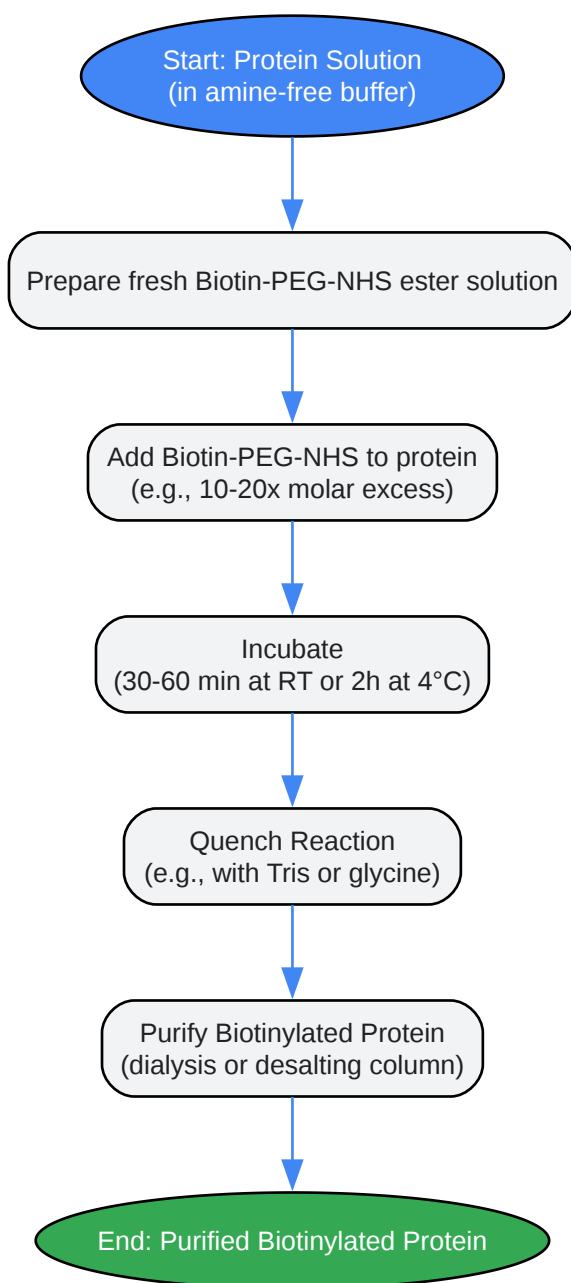 Start: Protein Solution
(in amine-free buffer)
Prepare fresh Biotin-PEG-NHS ester solution
Add Biotin-PEG-NHS to protein
(e.g., 10-20x molar excess)
Incubate
(30-60 min at RT or 2h at 4°C)
Quench Reaction
(e.g., with Tris or glycine)
Purify Biotinylated Protein
(dialysis or desalting column)
End: Purified Biotinylated Protein